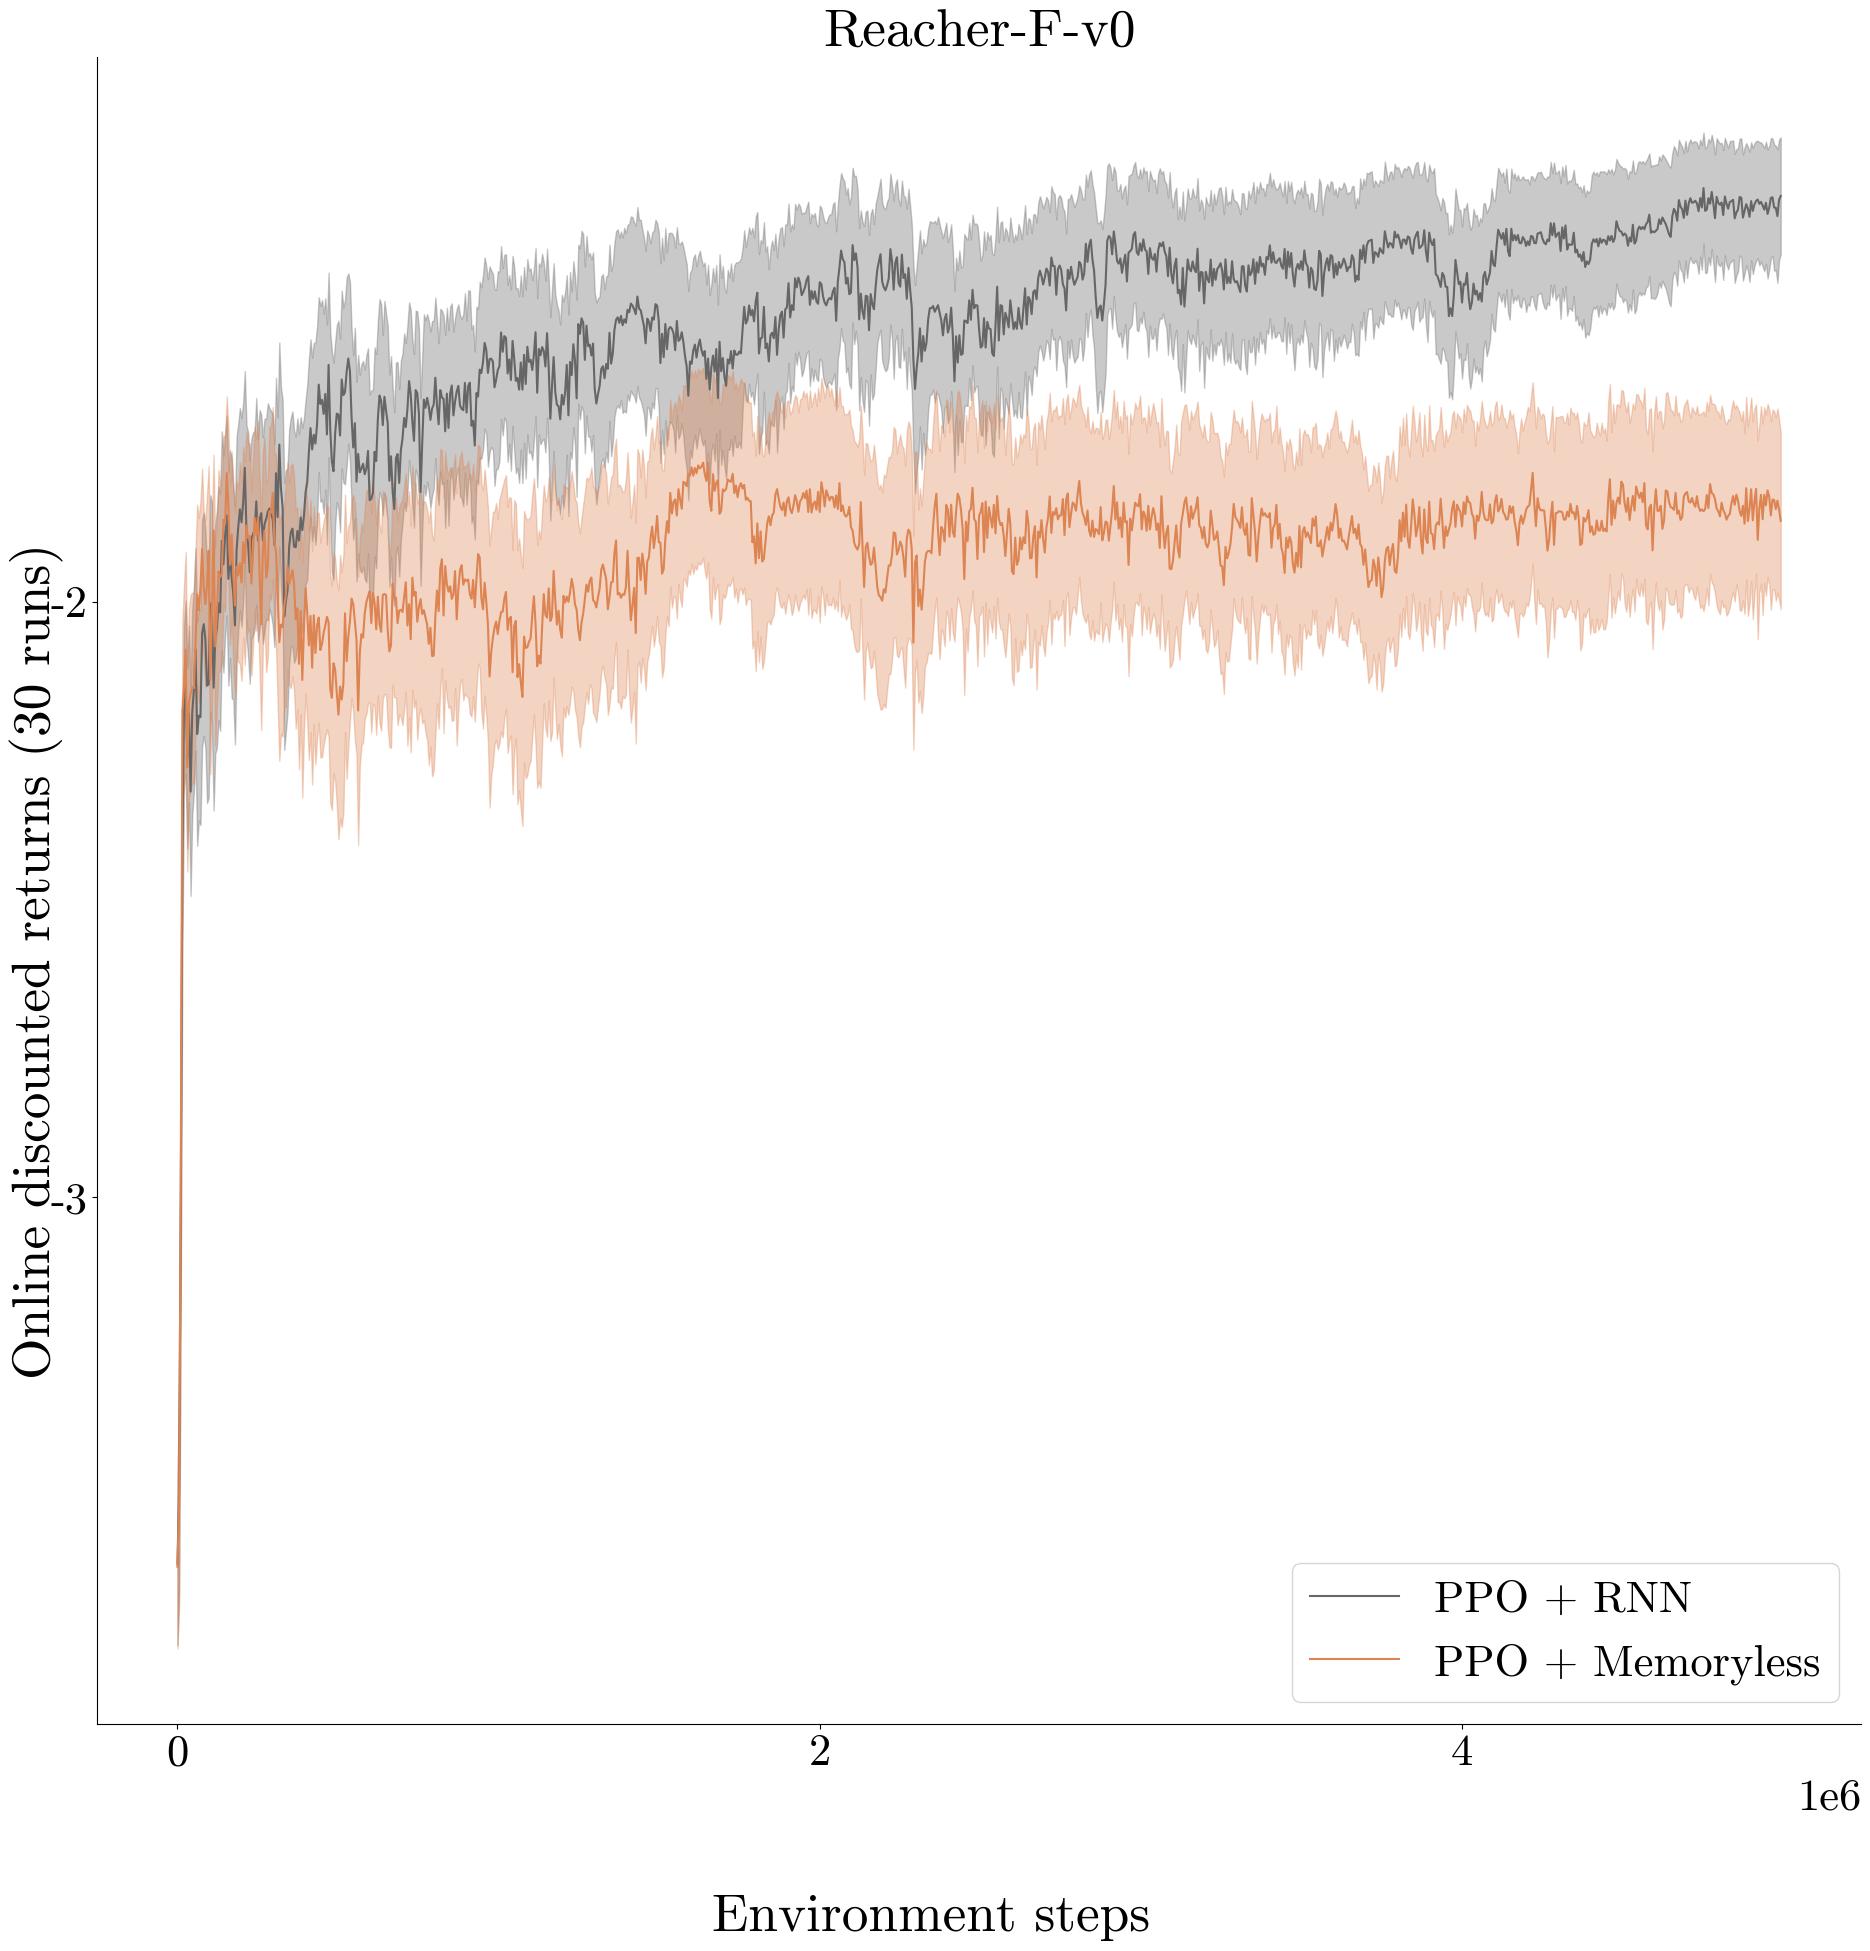 Reacher-F-v0
Online discounted returns (30 runs)
-2
-3
PPO + RNN
PPO + Memoryless
0 2 4
1e6
Environment steps